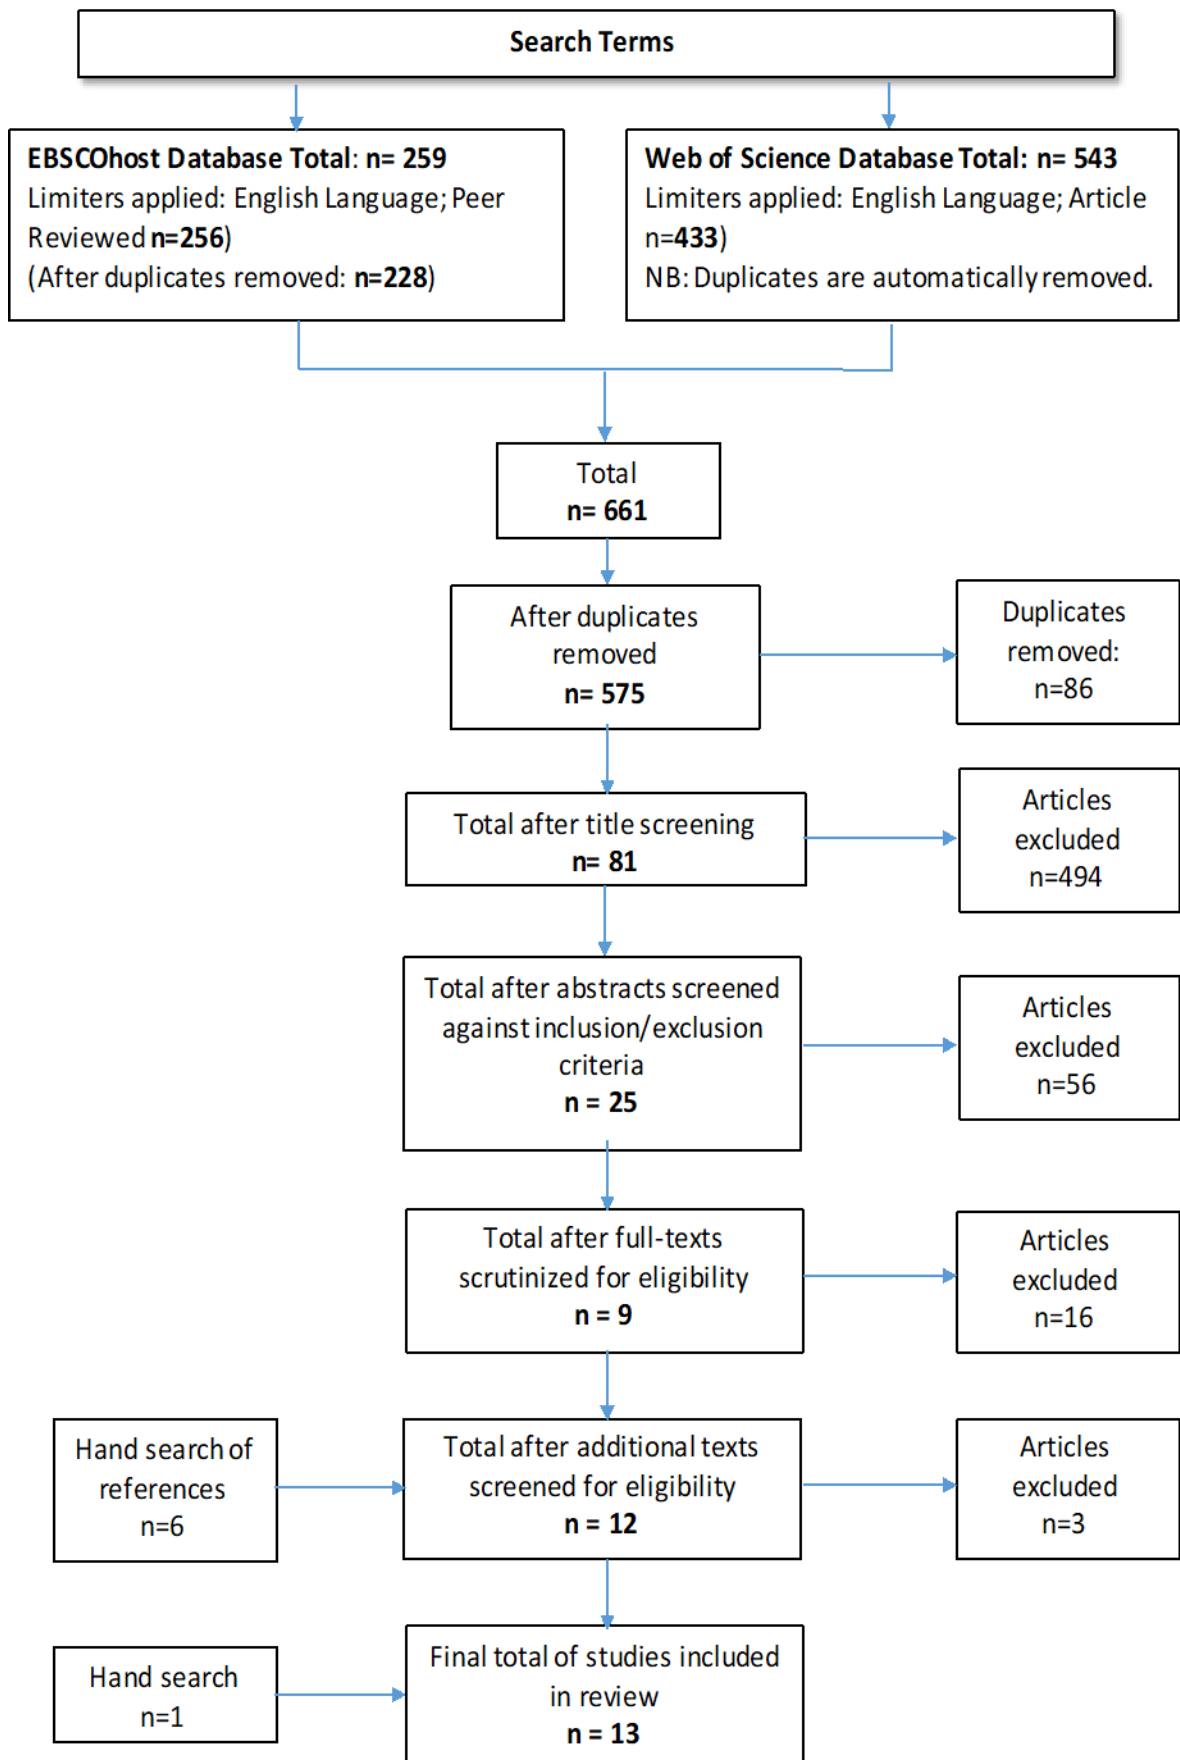 Search Terms
EBSCOhost Database Total: n= 259
Limiters applied: English Language; Peer
Reviewed n=256)
(After duplicates removed: n=228)
Web of Science Database Total: n= 543
Limiters applied: English Language; Article
n=433)
NB: Duplicates are automatically removed.
Total
n= 661
After duplicates
removed
n= 575
Duplicates
removed:
n=86
Total after title screening
n= 81
Articles
excluded
n=494
Total after abstracts screened
against inclusion/exclusion
criteria
n = 25
Articles
excluded
n=56
Total after full-texts
scrutinized for eligibility
n = 9
Articles
excluded
n=16
Hand search of
references
n=6
Total after additional texts
screened for eligibility
n = 12
Articles
excluded
n=3
Hand search
n=1
Final total of studies included
in review
n = 13